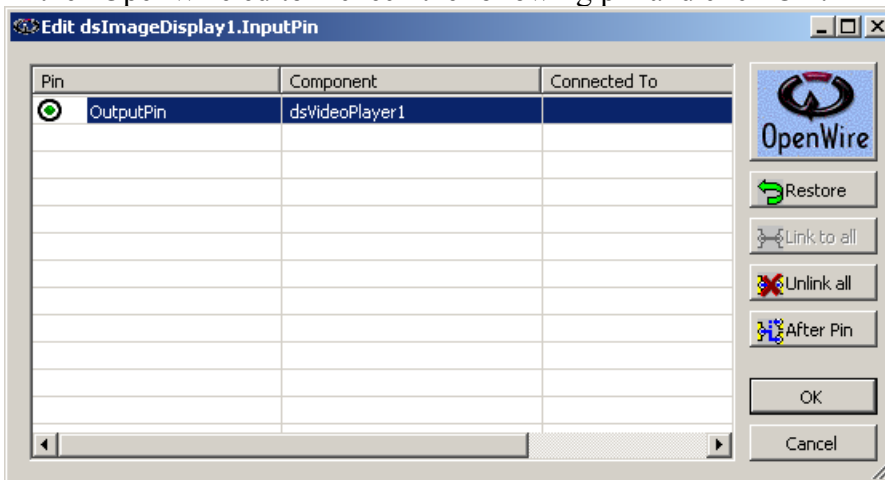 Edit dsImageDisplay1.InputPin
Pin Component Connected To
OutputPin dsVideoPlayer1
OpenWire
Restore
Link to all
Unlink all
After Pin
OK
Cancel